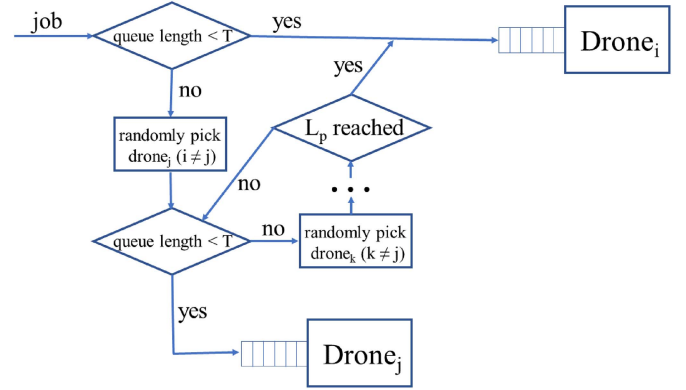 job
queue length < T
yes
Drone_i
no
yes
randomly pick
drone_j (i ≠ j)
L_p reached
no
...
queue length < T
no
randomly pick
drone_k (k ≠ j)
yes
Drone_j